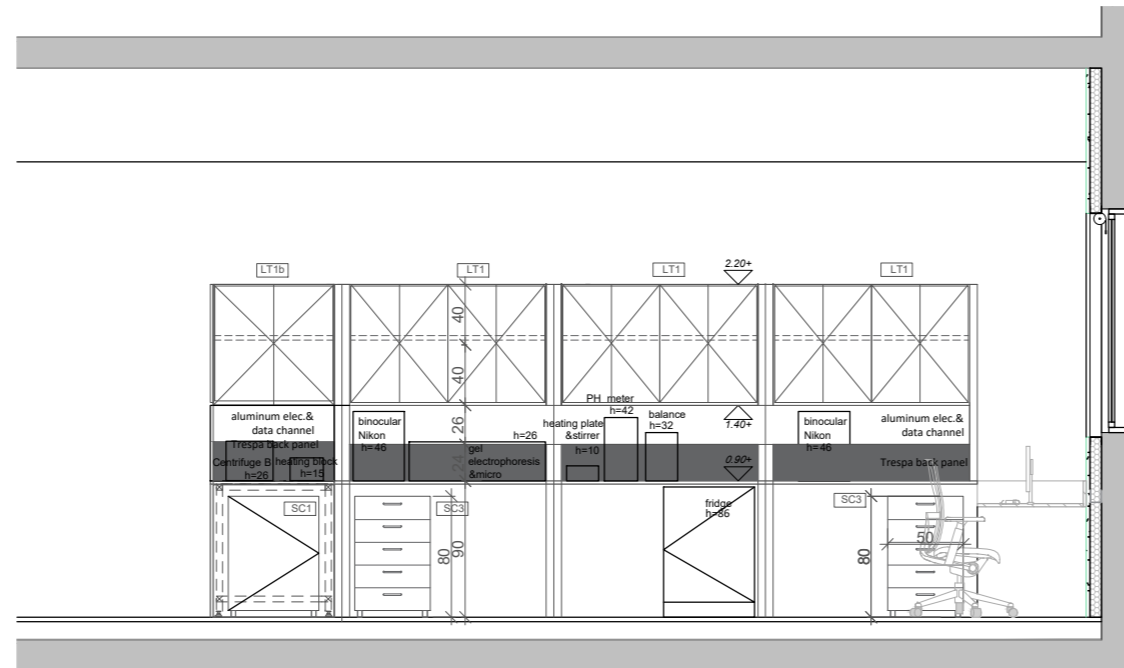 LT1b
LT1
LT1
2.20+
LT1
40
40
PH meter
h=42
aluminum elec.&
data channel
binocular
Nikon
h=46
26
h=26
heating plate
&stirrer
h=10
balance
h=32
1.40+
binocular
Nikon
h=46
aluminum elec.&
data channel
Trespa back panel
Centrifuge B
h=26
heating block
h=15
24
gel
electrophoresis
&micro
0.90+
Trespa back panel
SC1
SC3
fridge
h=86
SC3
80
90
80
50